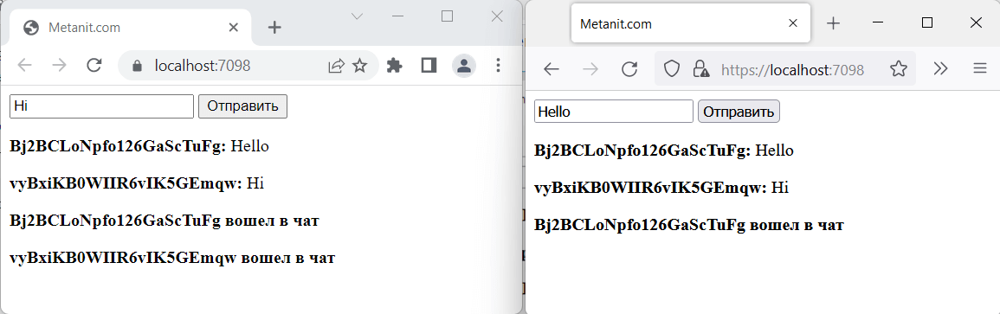 Metanit.com
localhost:7098
Hi
Отправить
Bj2BCLoNpfo126GaScTuFg: Hello
vyBxiKB0WIIR6vIK5GEmqw: Hi
Bj2BCLoNpfo126GaScTuFg вошел в чат
vyBxiKB0WIIR6vIK5GEmqw вошел в чат
Metanit.com
https://localhost:7098
Hello
Отправить
Bj2BCLoNpfo126GaScTuFg: Hello
vyBxiKB0WIIR6vIK5GEmqw: Hi
Bj2BCLoNpfo126GaScTuFg вошел в чат